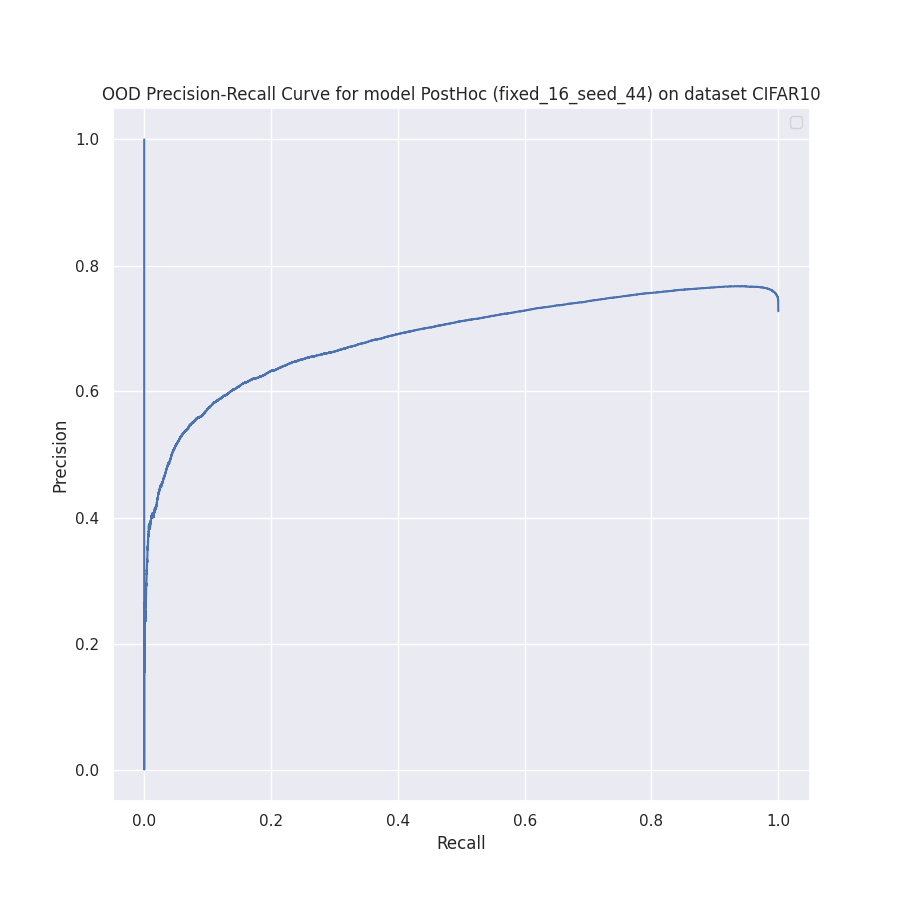 OOD Precision-Recall Curve for model PostHoc (fixed_16_seed_44) on dataset CIFAR10
1.0
0.8
0.6
0.4
0.2
0.0
Precision
0.0 0.2 0.4 0.6 0.8 1.0
Recall